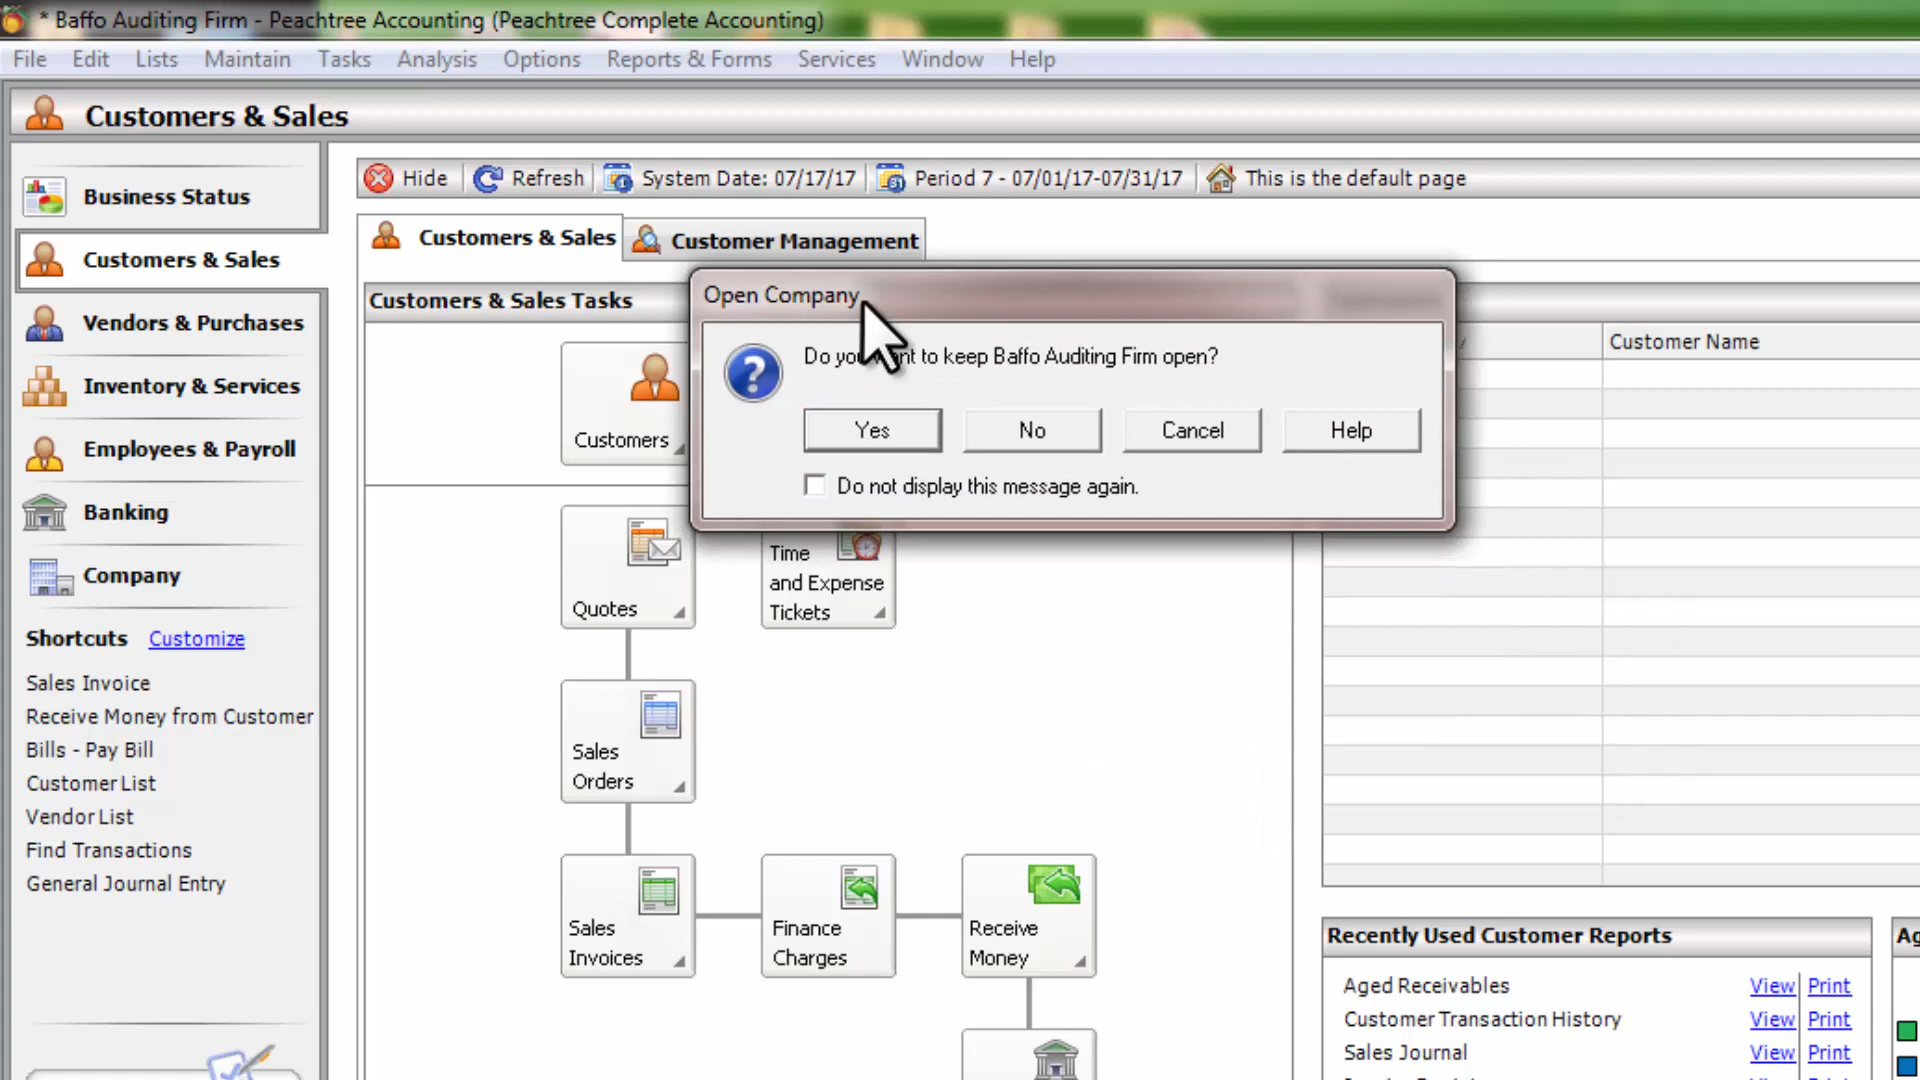 * Baffo Auditing Firm - Peachtree Accounting (Peachtree Complete Accounting)
File Edit Lists Maintain Tasks Analysis Options Reports & Forms Services Window Help
Customers & Sales
Business Status
Customers & Sales
Vendors & Purchases
Inventory & Services
Employees & Payroll
Banking
Company
Shortcuts Customize
Sales Invoice
Receive Money from Customer
Bills - Pay Bill
Customer List
Vendor List
Find Transactions
General Journal Entry
Hide Refresh System Date: 07/17/17 Period 7 - 07/01/17-07/31/17 This is the default page
Customers & Sales Customer Management
Customers & Sales Tasks
Open Company
Do you want to keep Baffo Auditing Firm open?
Yes No Cancel Help
Do not display this message again.
Customers
Quotes
Time
and Expense
Tickets
Sales
Orders
Sales
Invoices
Finance
Charges
Receive
Money
Customer Name
Recently Used Customer Reports
Aged Receivables View Print
Customer Transaction History View Print
Sales Journal View Print